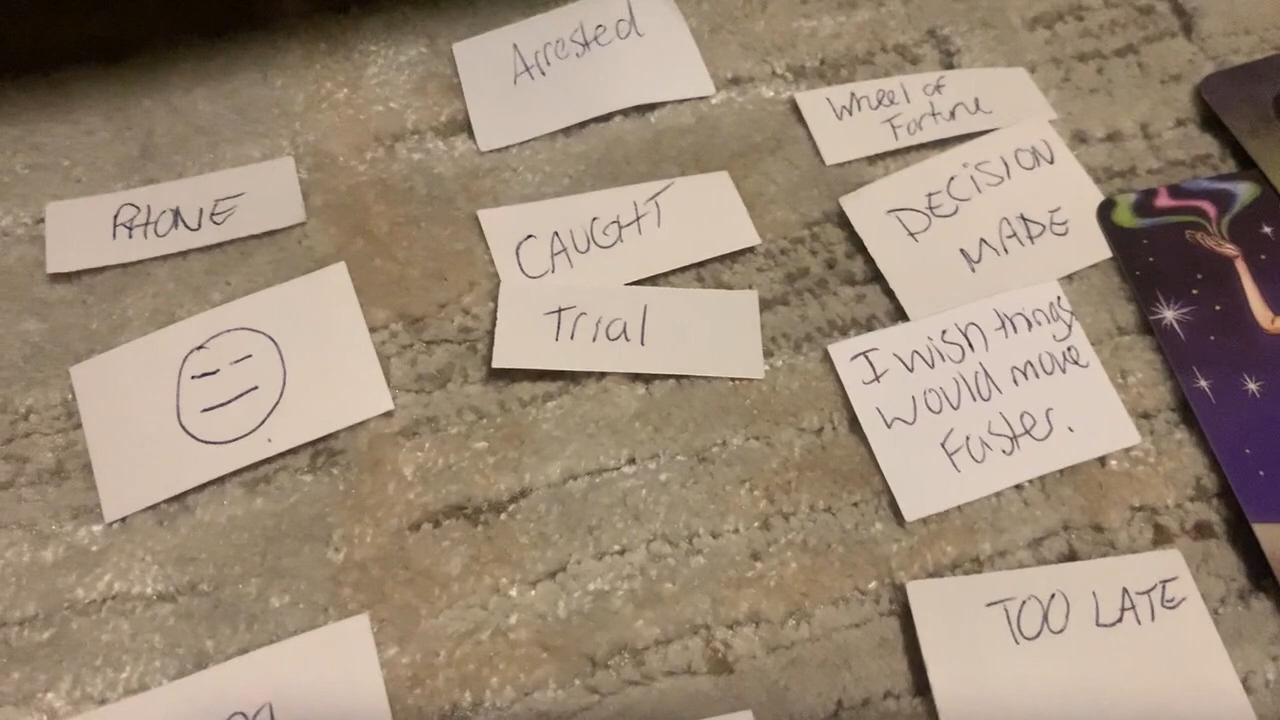 Arrested
Wheel of
Fortune
PHONE
CAUGHT
DECISION
MADE
Trial
I wish things
would move
Faster.
TOO LATE